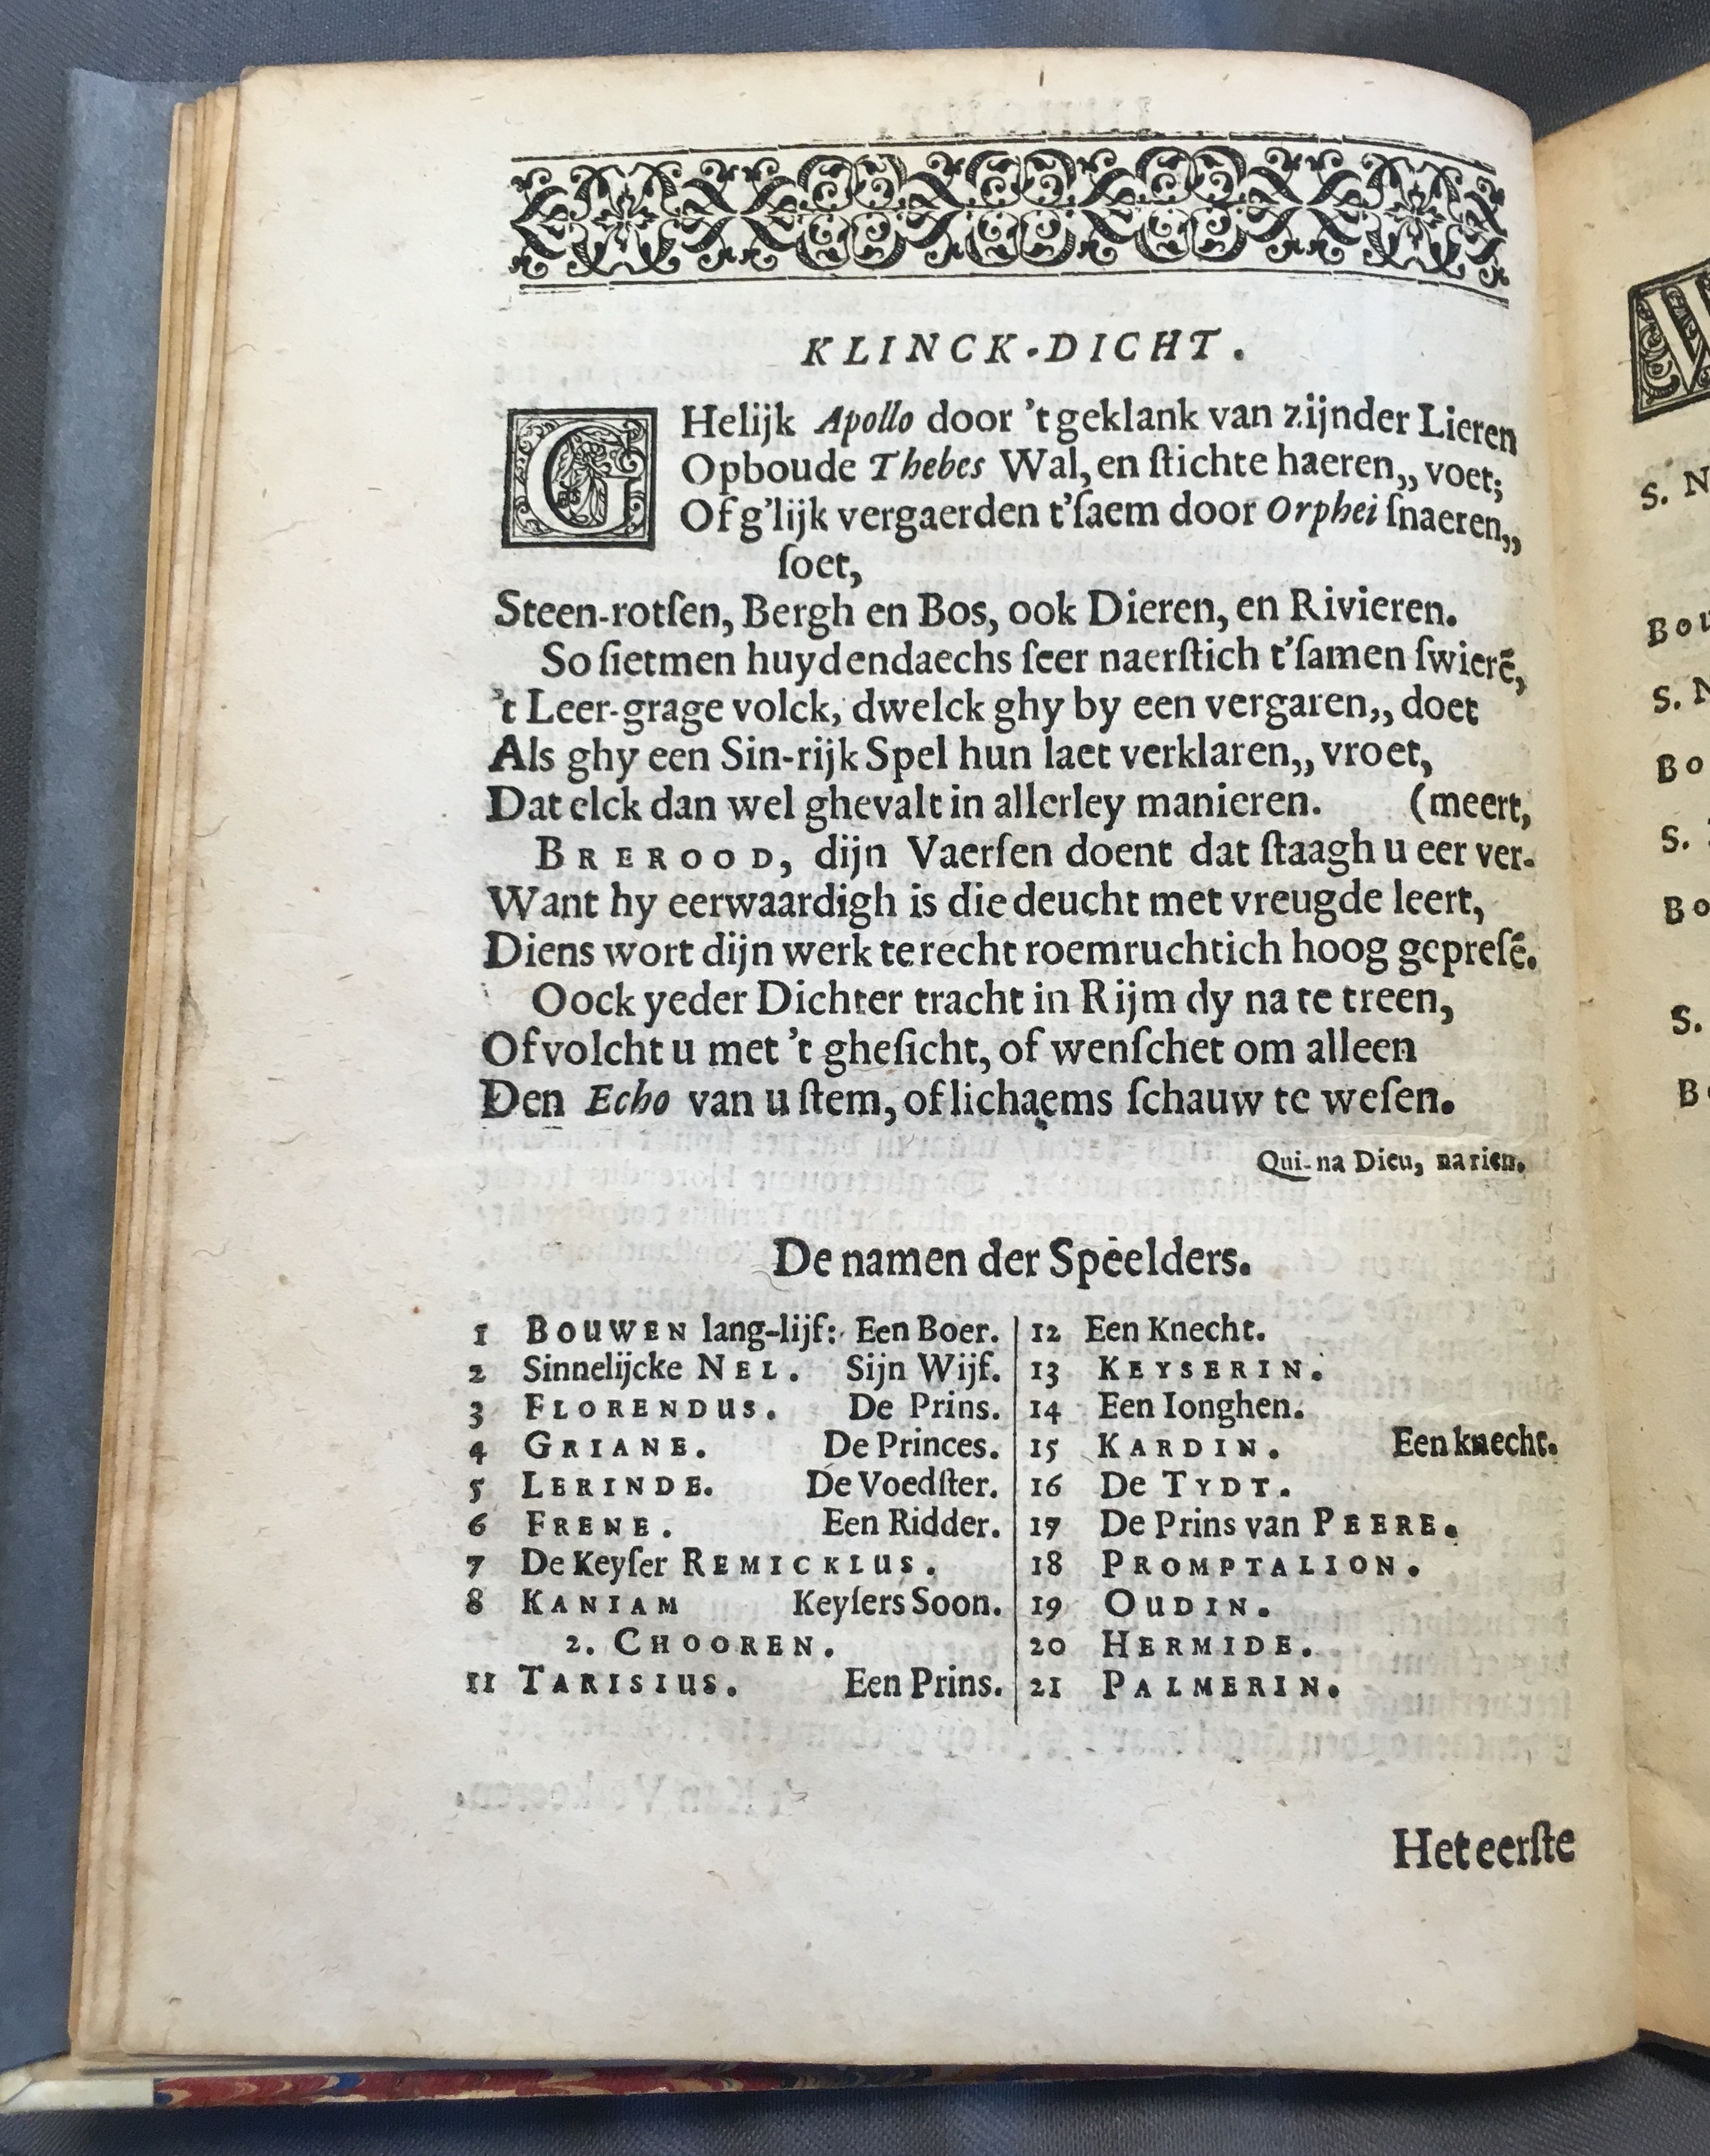 KLINCK-DICHT.
GHelijk Apollo door 't geklank van zijnder Lieren
Opboude Thebes Wal, en ſtichte haeren,, voet;
Of g'lijk vergaerden t'ſaem door Orphei ſnaeren,,
ſoet,
Steen-rotſen, Bergh en Bos, ook Dieren, en Rivieren.
So ſietmen huydendaechs ſeer naerſtich t'ſamen ſwierē,
't Leer-grage volck, dwelck ghy by een vergaren,, doet
Als ghy een Sin-rijk Spel hun laet verklaren,, vroet,
Dat elck dan wel ghevalt in allerley manieren. (meert,
BREROOD, dijn Vaerſen doent dat ſtaagh u eer ver-
Want hy eerwaardigh is die deucht met vreugde leert,
Diens wort dijn werk te recht roemruchtich hoog gepreſē.
Oock yeder Dichter tracht in Rijm dy na te treen,
Of volcht u met 't gheſicht, of wenſchet om alleen
Den Echo van u ſtem, of lichaems ſchauw te weſen.
Qui-na Dieu, na rien.
De namen der Speelders.
1 BOUWEN lang-lijf: Een Boer.
2 Sinnelijcke NEL. Sijn Wijf.
3 FLORENDUS. De Prins.
4 GRIANE. De Princes.
5 LERINDE. De Voedſter.
6 FRENE. Een Ridder.
7 De Keyſer REMICKLUS.
8 KANIAM Keyſers Soon.
2. CHOOREN.
11 TARISIUS. Een Prins.
12 Een Knecht.
13 KEYSERIN.
14 Een Ionghen.
15 KARDIN. Een knecht.
16 De TYDT.
17 De Prins van PEERE.
18 PROMPTALION.
19 OUDIN.
20 HERMIDE.
21 PALMERIN.
Het eerſte
W
S. N
Bou
S. N
Bo
S.
Bo
S.
B